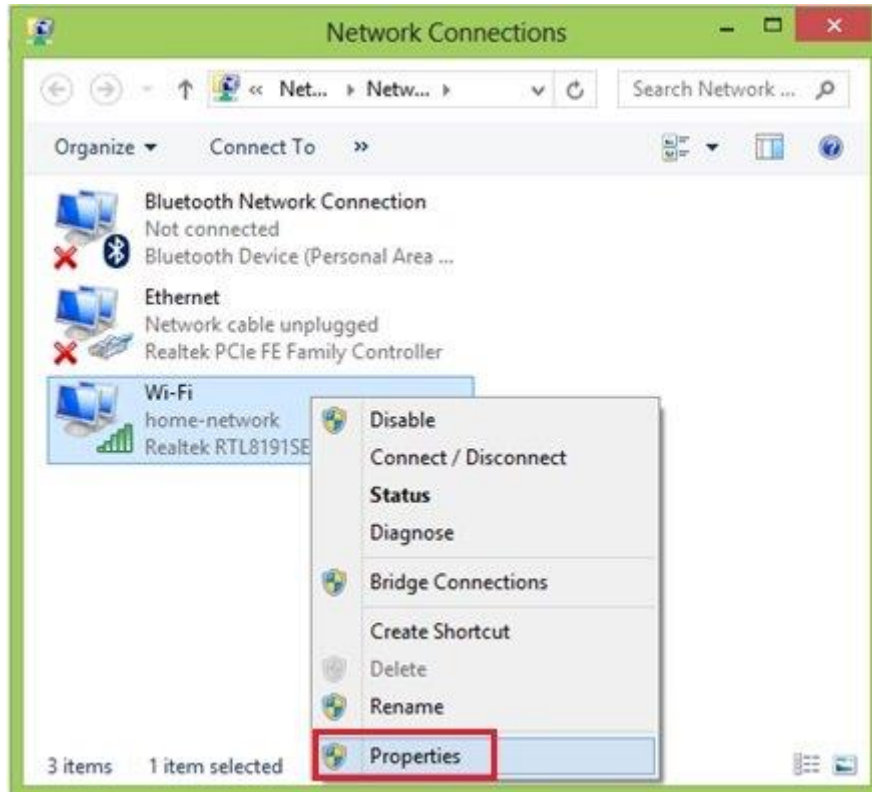 Network Connections
« Net... Netw...
Search Network ...
Organize
Connect To
»
Bluetooth Network Connection
Not connected
Bluetooth Device (Personal Area ...
Ethernet
Network cable unplugged
Realtek PCIe FE Family Controller
Wi-Fi
home-network
Realtek RTL8191SE
Disable
Connect / Disconnect
Status
Diagnose
Bridge Connections
Create Shortcut
Delete
Rename
Properties
3 items 1 item selected